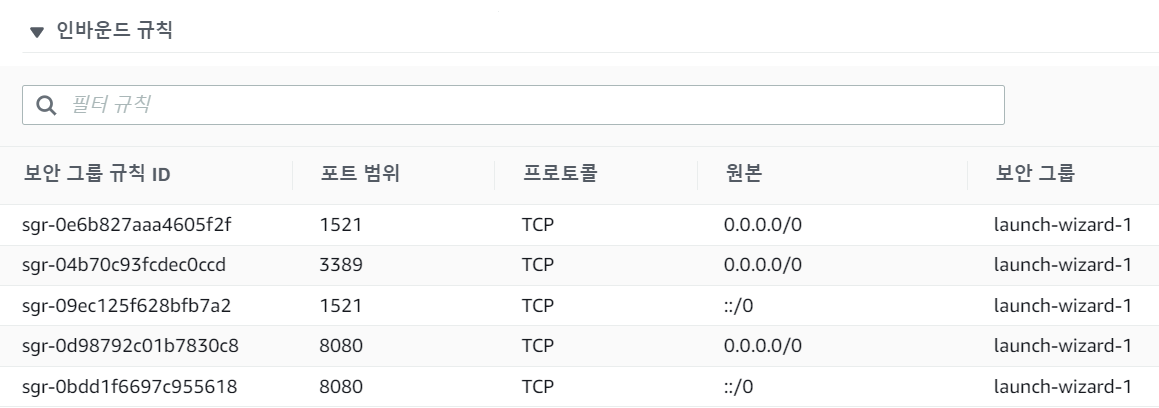 인바운드 규칙
필터 규칙
보안 그룹 규칙 ID 포트 범위 프로토콜 원본 보안 그룹
sgr-0e6b827aaa4605f2f 1521 TCP 0.0.0.0/0 launch-wizard-1
sgr-04b70c93fcdec0ccd 3389 TCP 0.0.0.0/0 launch-wizard-1
sgr-09ec125f628bfb7a2 1521 TCP ::/0 launch-wizard-1
sgr-0d98792c01b7830c8 8080 TCP 0.0.0.0/0 launch-wizard-1
sgr-0bdd1f6697c955618 8080 TCP ::/0 launch-wizard-1